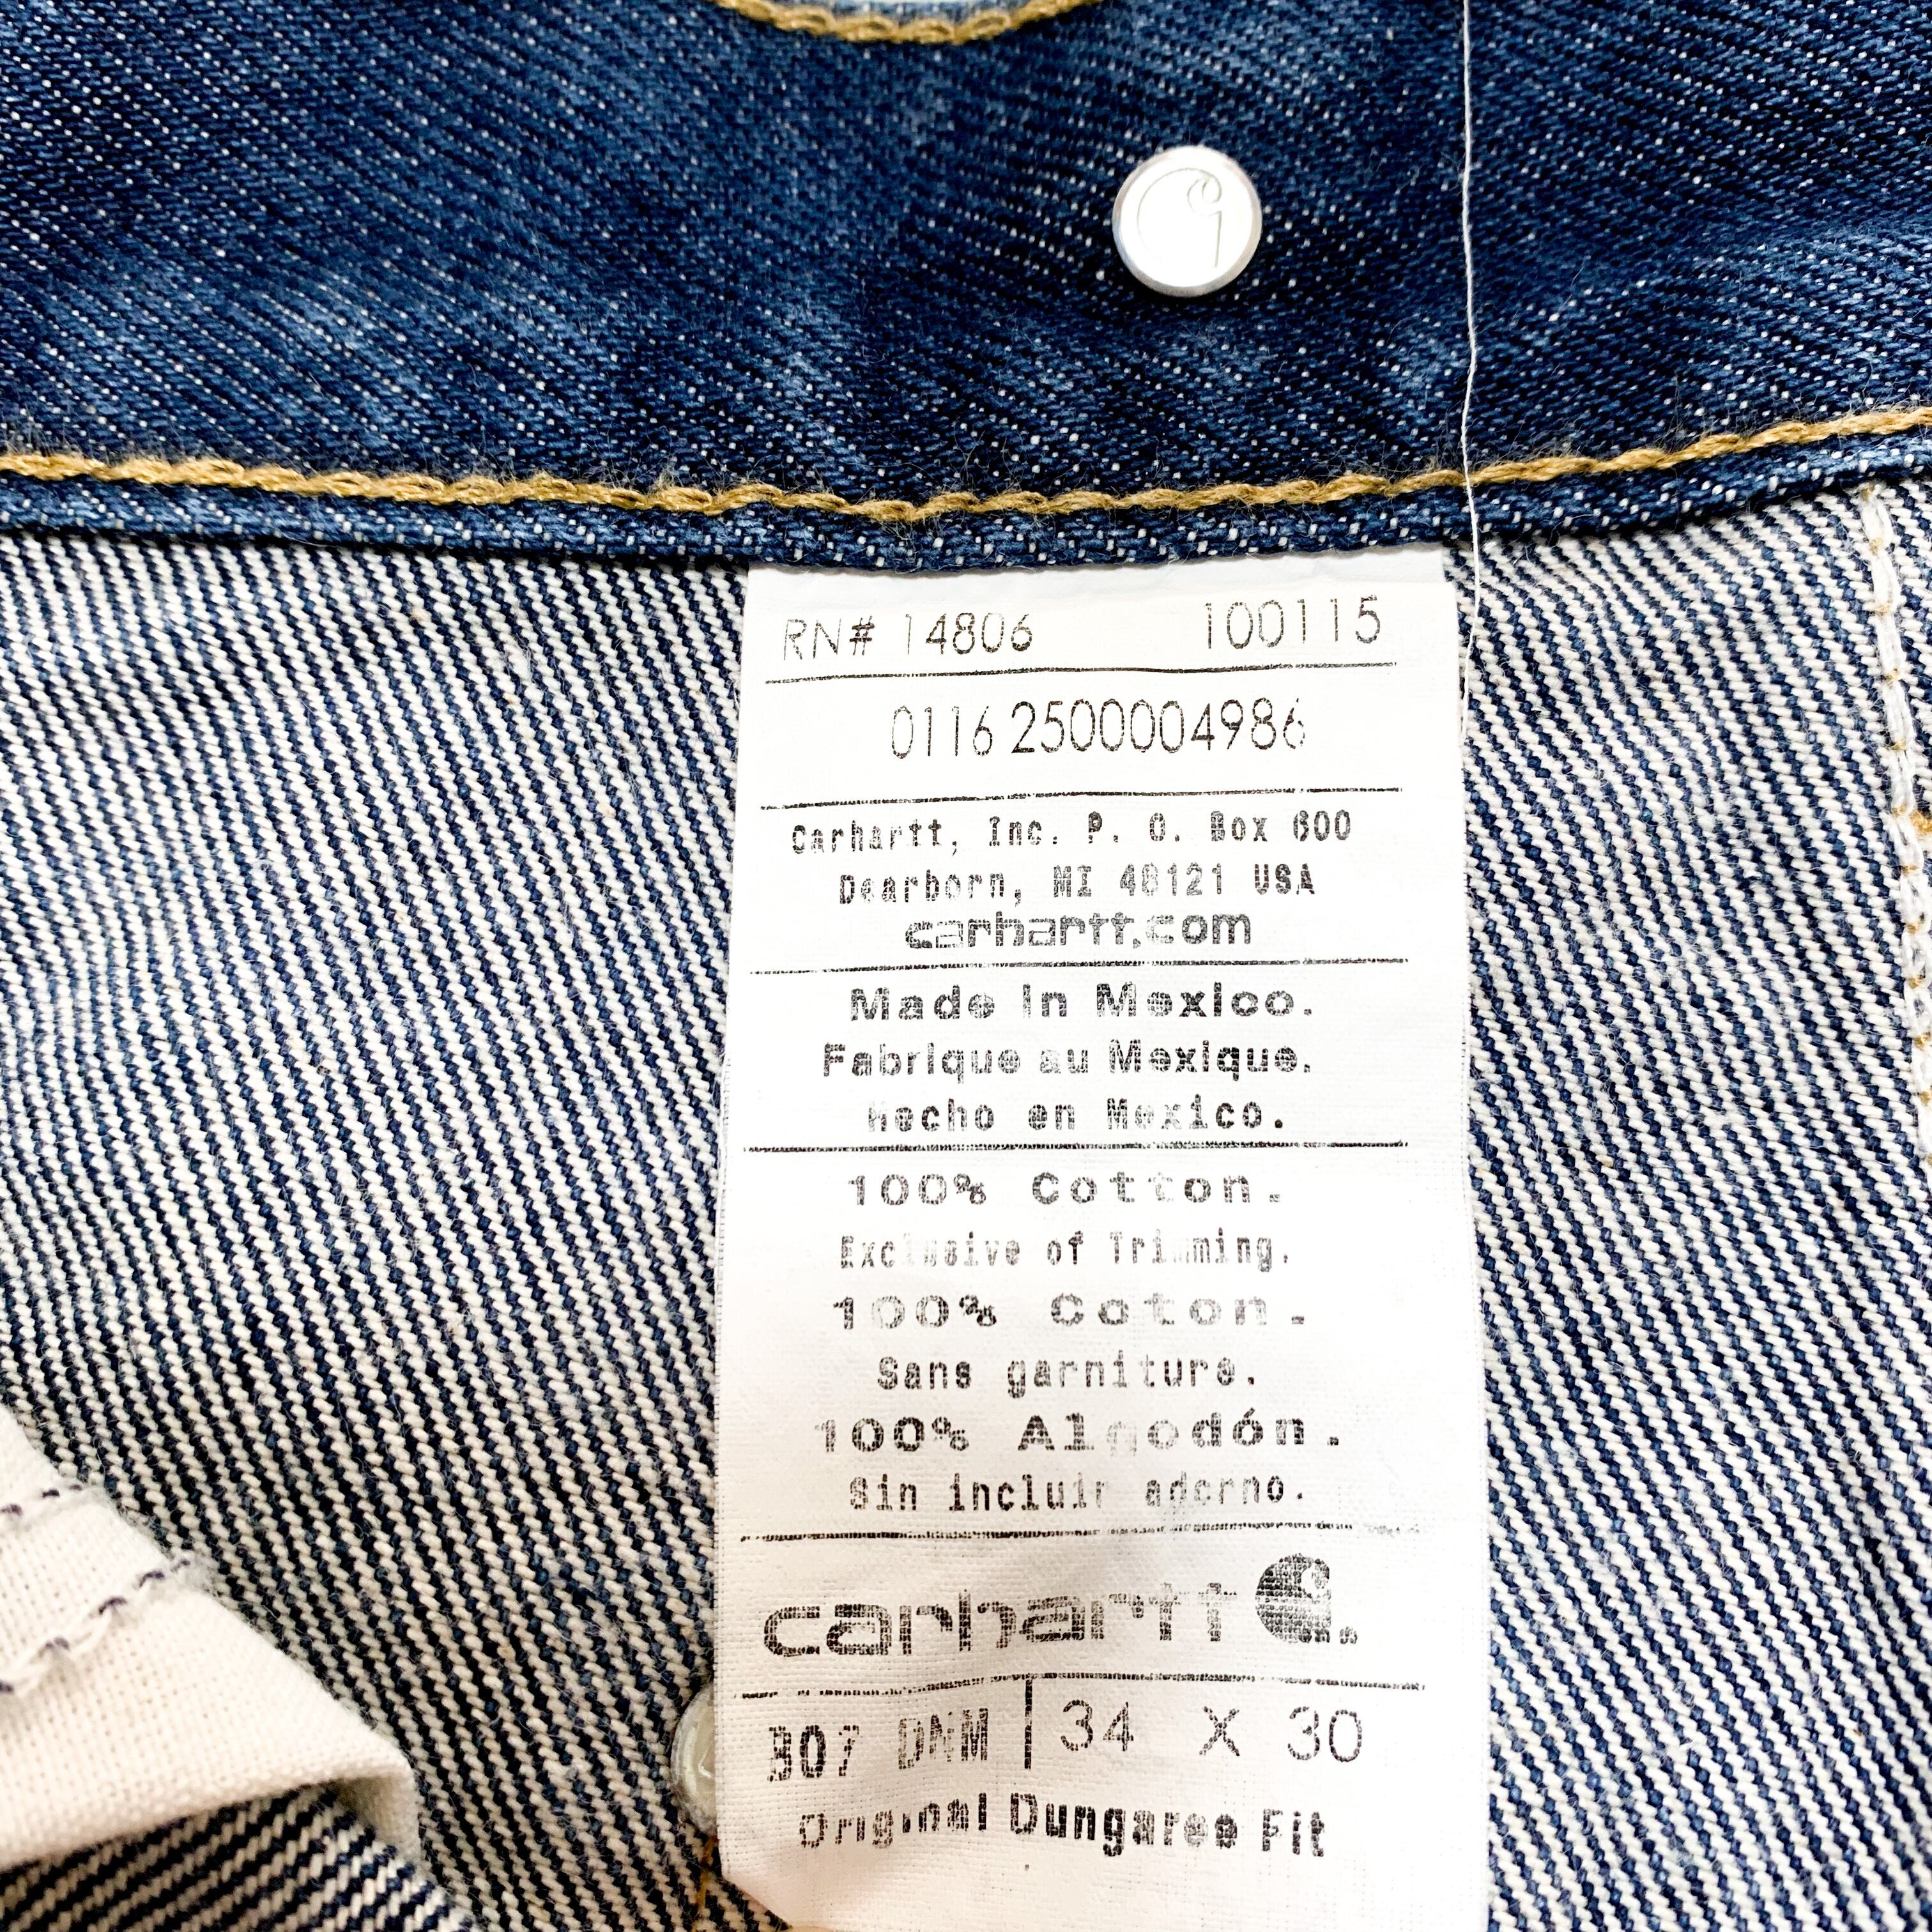 RN# 14806 100115
0116 2500004986
Carhartt, Inc. P. O. Box 600
Dearborn, MI 48121 USA
carhartt.com
Made in Mexico.
Fabrique au Mexique.
Hecho en Mexico.
100% Cotton.
Exclusive of Trimming.
100% Coton.
Sans garniture.
100% Algodón.
Sin incluir adorno.
carhartt
307 DNM 34 X 30
Original Dungaree Fit